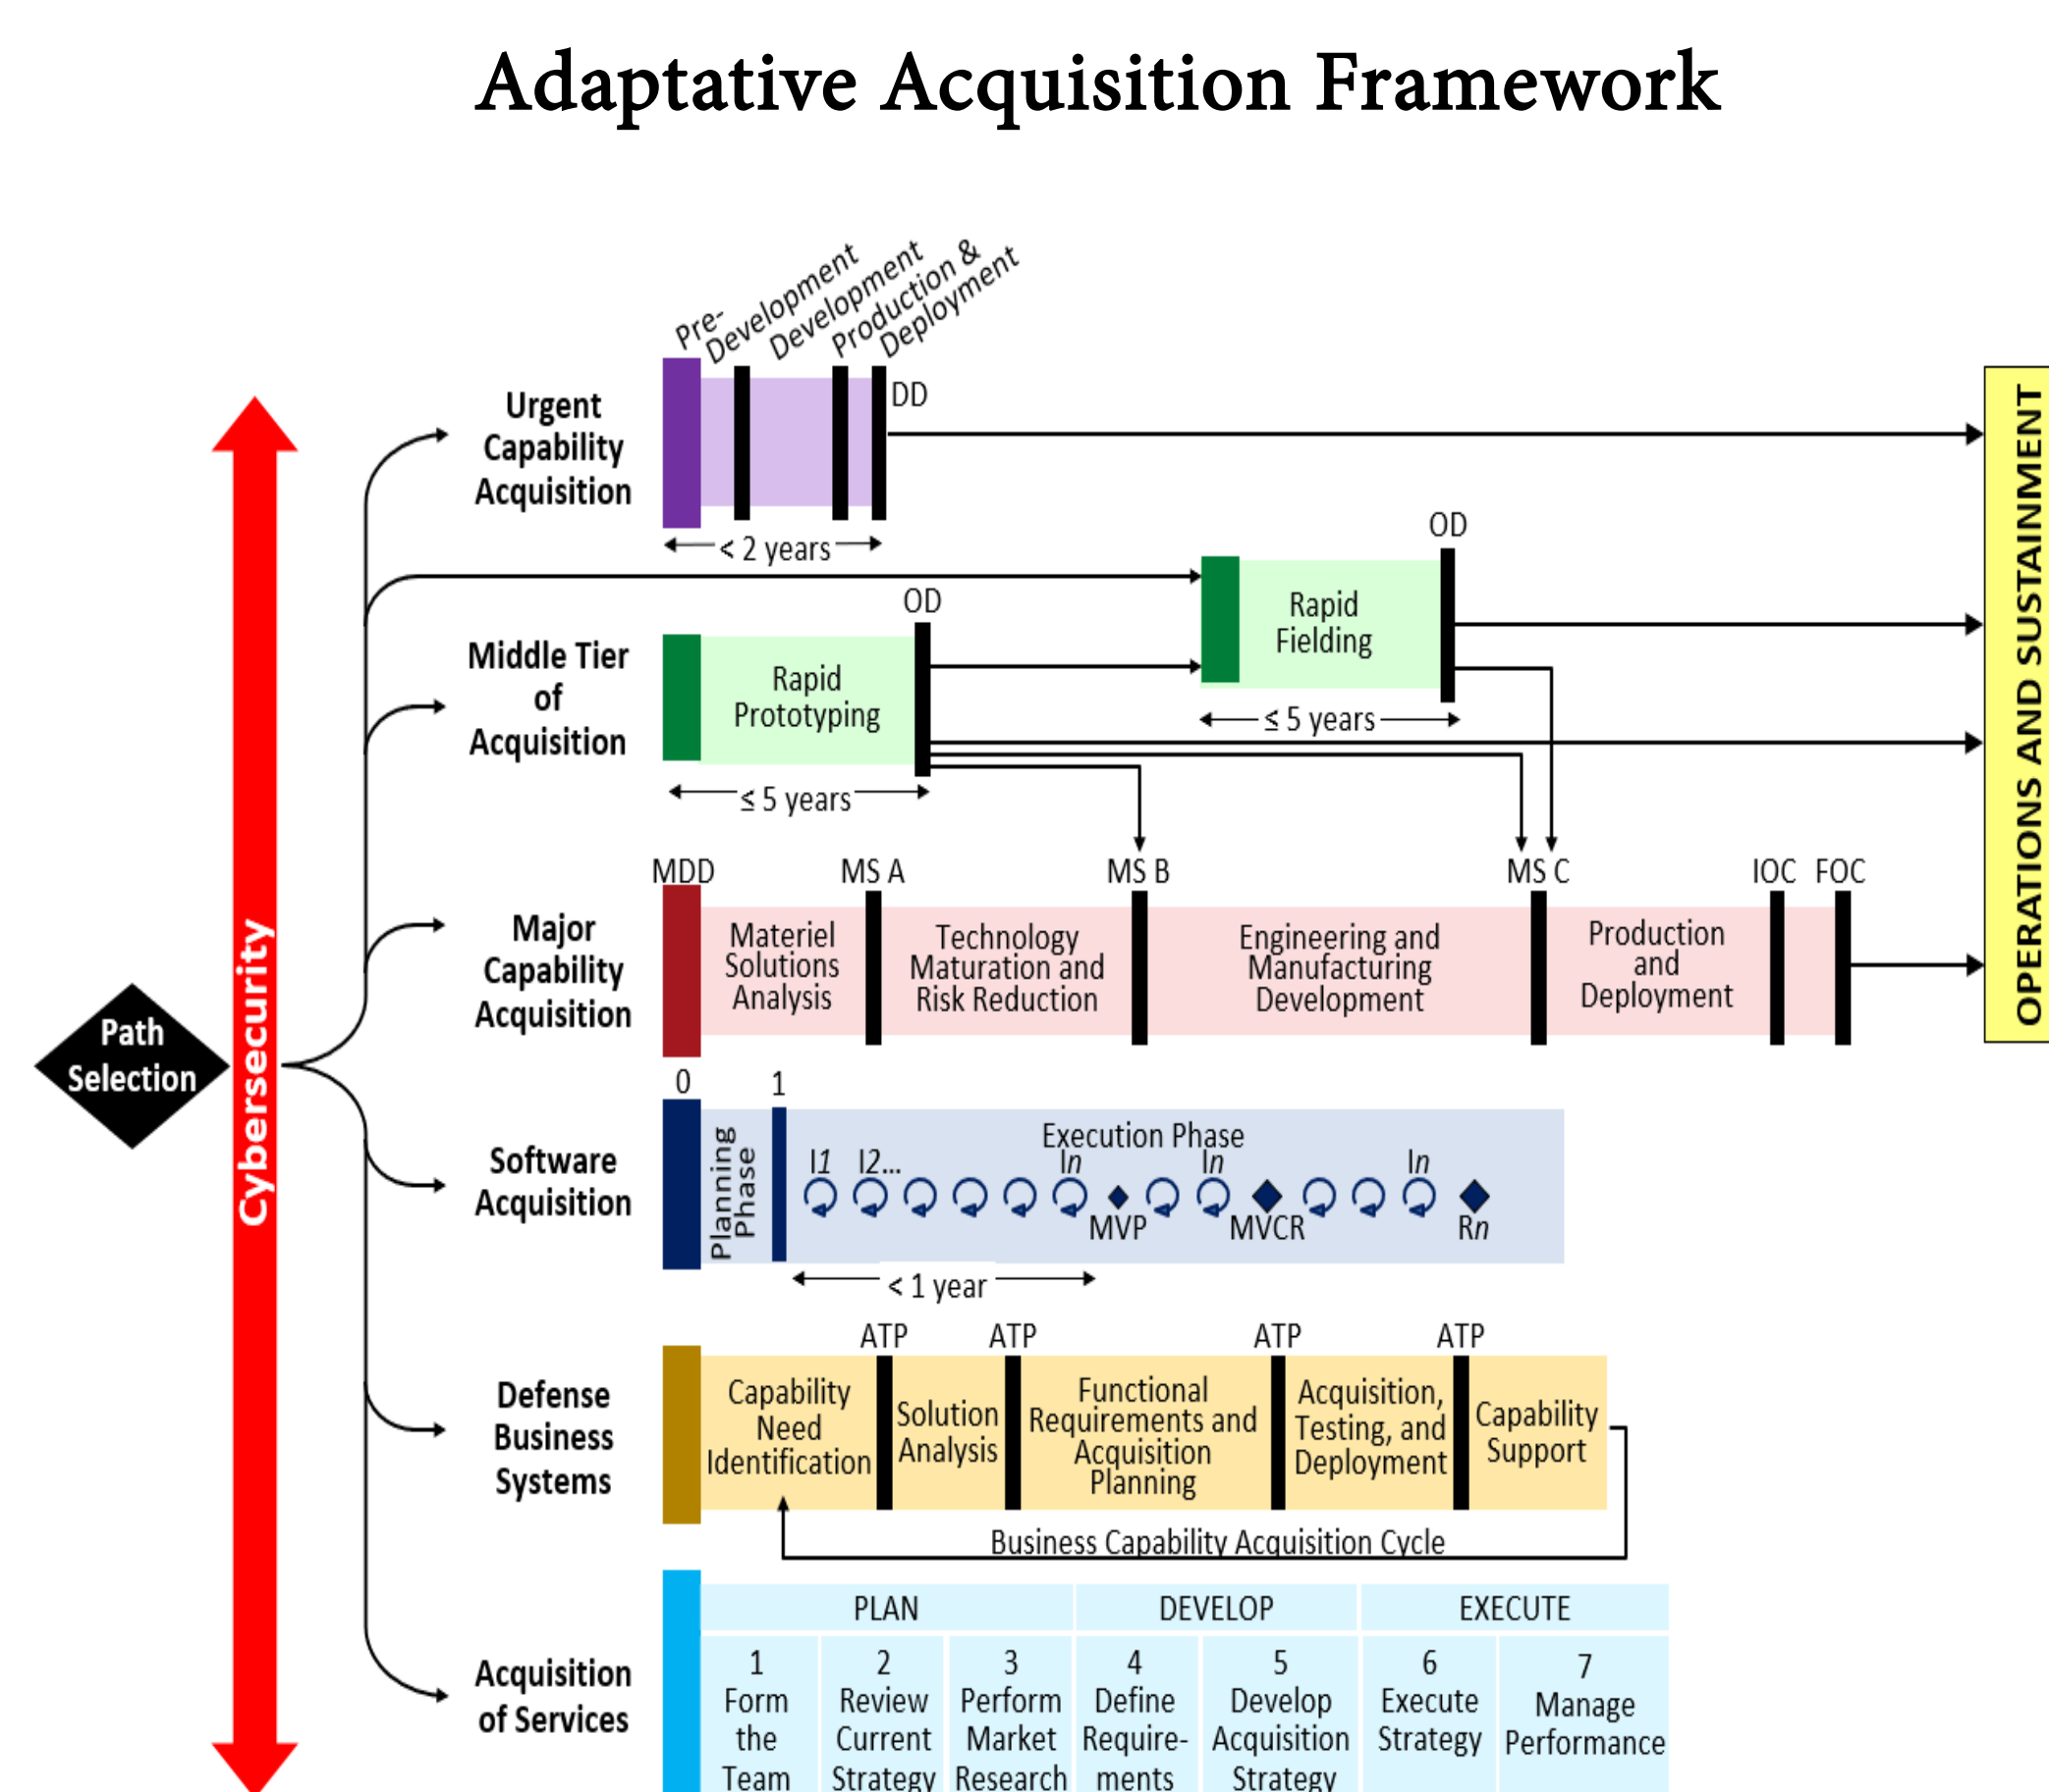 Adaptative Acquisition Framework
Pre-
Development
Development
Production &
Deployment
DD
Urgent
Capability
Acquisition
< 2 years
OD
Rapid
Fielding
≤ 5 years
OD
Middle Tier
of
Acquisition
Rapid
Prototyping
≤ 5 years
OPERATIONS AND SUSTAINMENT
MDD
MS A
MS B
MS C
IOC
FOC
Major
Capability
Acquisition
Materiel
Solutions
Analysis
Technology
Maturation and
Risk Reduction
Engineering and
Manufacturing
Development
Production
and
Deployment
Path
Selection
Cybersecurity
0
1
Software
Acquisition
Planning
Phase
Execution Phase
I1
I2...
In
In
In
MVP
MVCR
Rn
< 1 year
ATP
ATP
ATP
ATP
Defense
Business
Systems
Capability
Need
Identification
Solution
Analysis
Functional
Requirements and
Acquisition
Planning
Acquisition,
Testing, and
Deployment
Capability
Support
Business Capability Acquisition Cycle
Acquisition
of Services
PLAN
DEVELOP
EXECUTE
1
Form
the
Team
2
Review
Current
Strategy
3
Perform
Market
Research
4
Define
Require-
ments
5
Develop
Acquisition
Strategy
6
Execute
Strategy
7
Manage
Performance